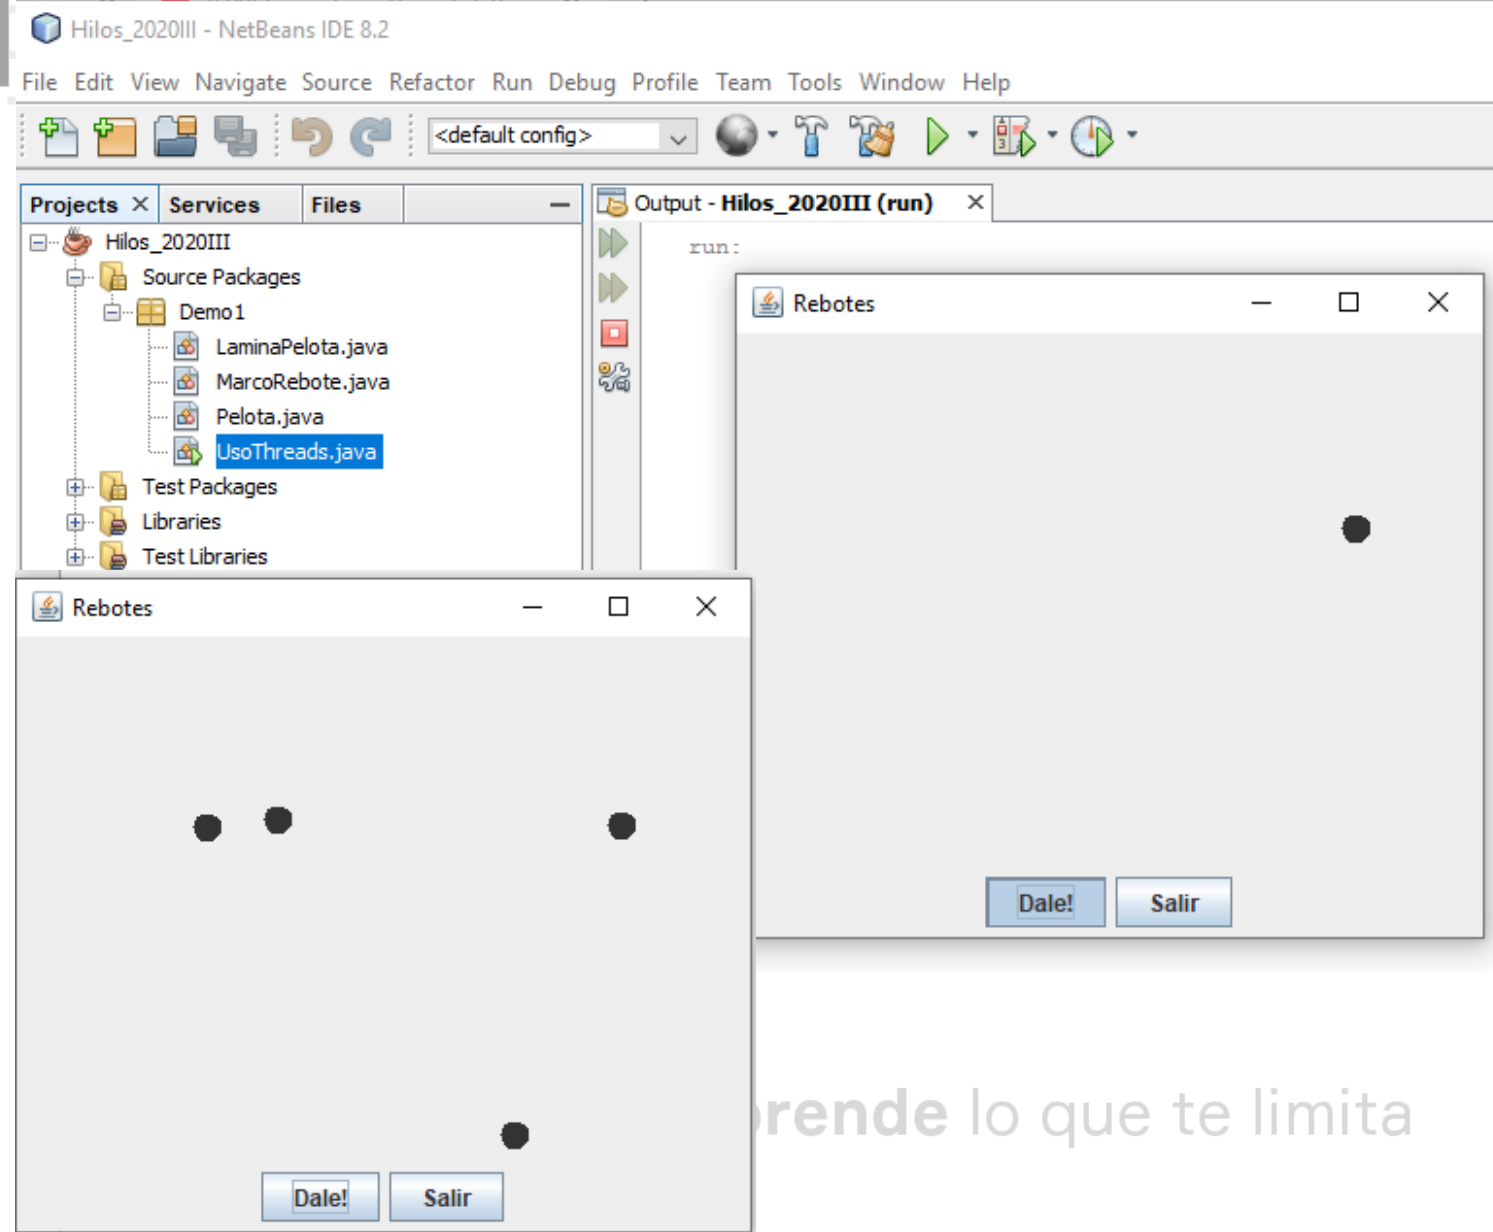 Hilos_2020III - NetBeans IDE 8.2
File Edit View Navigate Source Refactor Run Debug Profile Team Tools Window Help
<default config>
Projects Services Files
Output - Hilos_2020III (run)
Hilos_2020III
run:
Source Packages
Demo1
LaminaPelota.java
MarcoRebote.java
Pelota.java
UsoThreads.java
Test Packages
Libraries
Test Libraries
Rebotes
Dale! Salir
Rebotes
Dale! Salir
rende lo que te limita